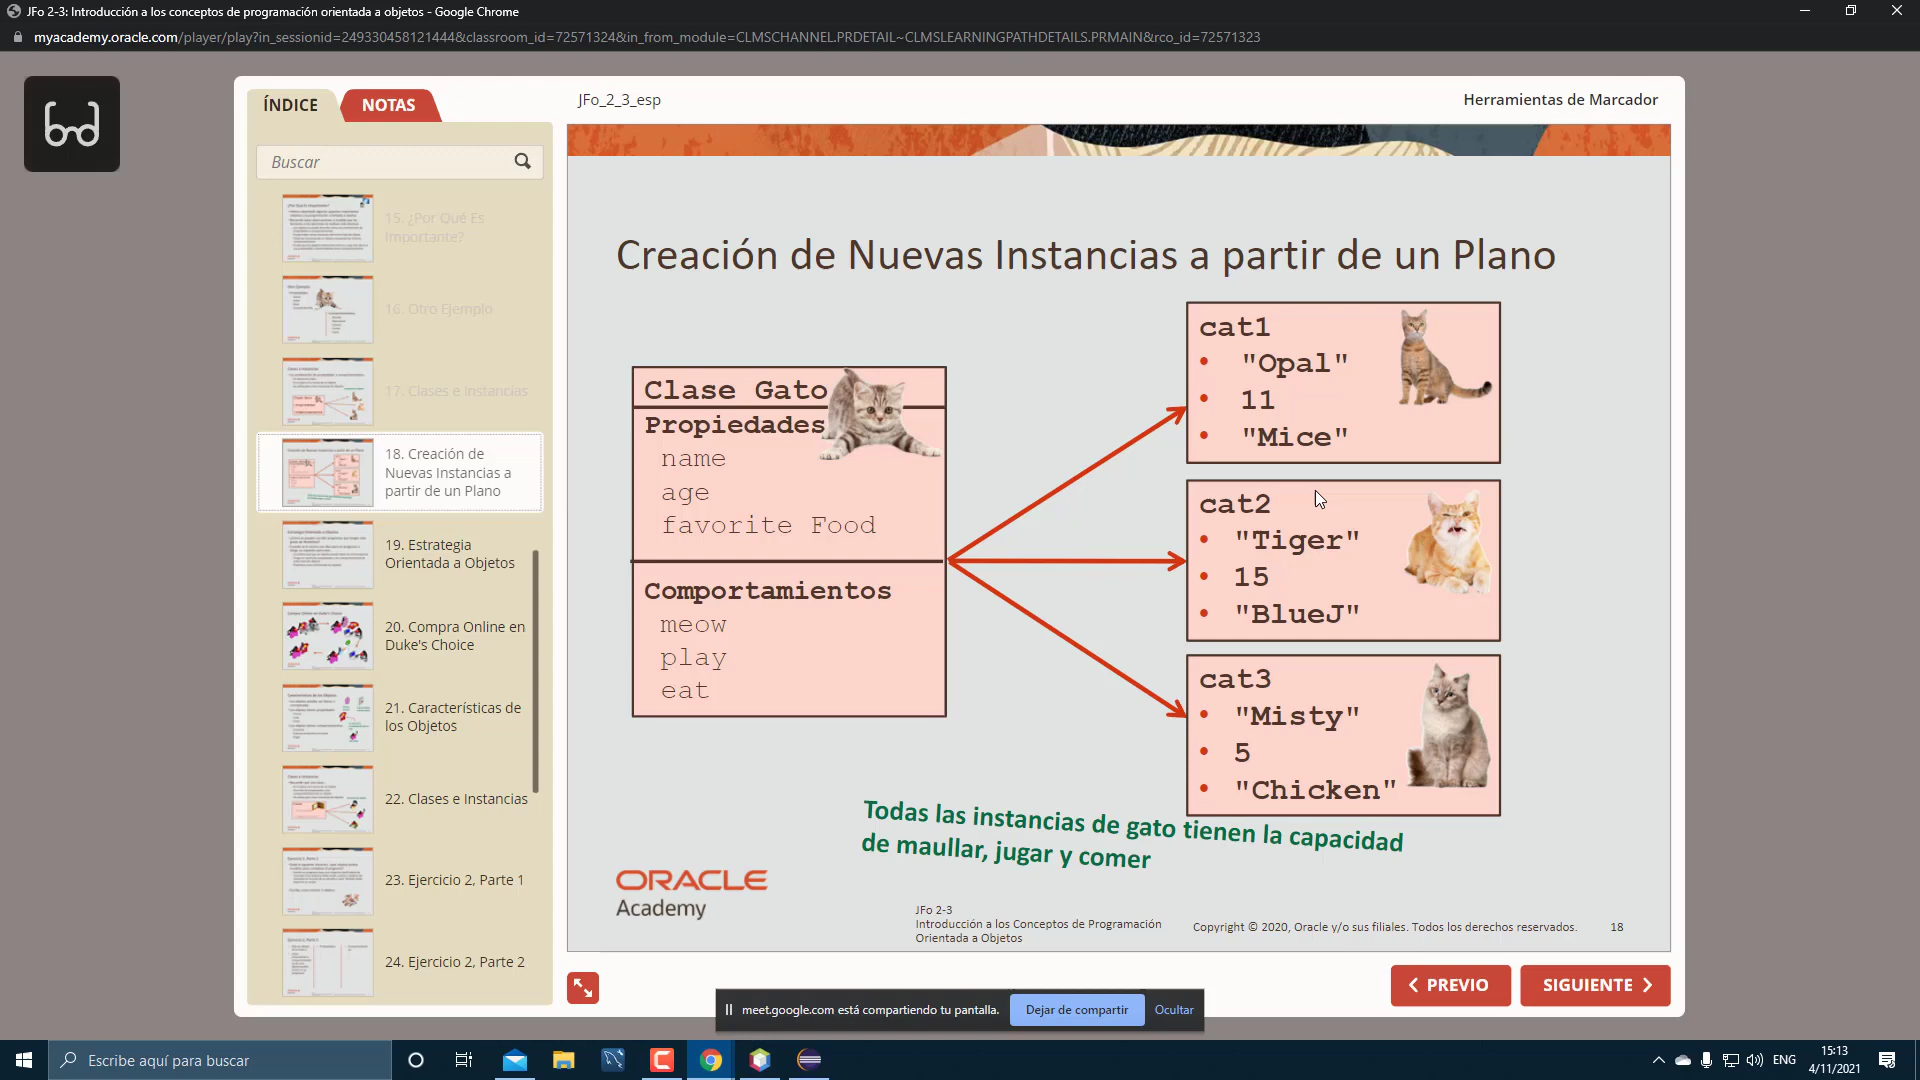 JFo 2-3: Introducción a los conceptos de programación orientada a objetos - Google Chrome
myacademy.oracle.com/player/play?in_sessionid=249330458121444&classroom_id=72571324&in_from_module=CLMSCHANNEL.PRDETAIL~CLMSLEARNINGPATHDETAILS.PRMAIN&rco_id=72571323
ÍNDICE
NOTAS
JFo_2_3_esp
Herramientas de Marcador
Buscar
15. ¿Por Qué Es
Importante?
16. Otro Ejemplo
17. Clases e Instancias
18. Creación de
Nuevas Instancias a
partir de un Plano
19. Estrategia
Orientada a Objetos
20. Compra Online en
Duke's Choice
21. Características de
los Objetos
22. Clases e Instancias
23. Ejercicio 2, Parte 1
24. Ejercicio 2, Parte 2
Creación de Nuevas Instancias a partir de un Plano
Clase Gato
Propiedades
name
age
favorite Food
Comportamientos
meow
play
eat
cat1
• "Opal"
• 11
• "Mice"
cat2
• "Tiger"
• 15
• "BlueJ"
cat3
• "Misty"
• 5
• "Chicken"
Todas las instancias de gato tienen la capacidad
de maullar, jugar y comer
ORACLE
Academy
JFo 2-3
Introducción a los Conceptos de Programación
Orientada a Objetos
Copyright © 2020, Oracle y/o sus filiales. Todos los derechos reservados.
18
PREVIO
SIGUIENTE
meet.google.com está compartiendo tu pantalla.
Dejar de compartir
Ocultar
Escribe aquí para buscar
ENG
15:13
4/11/2021